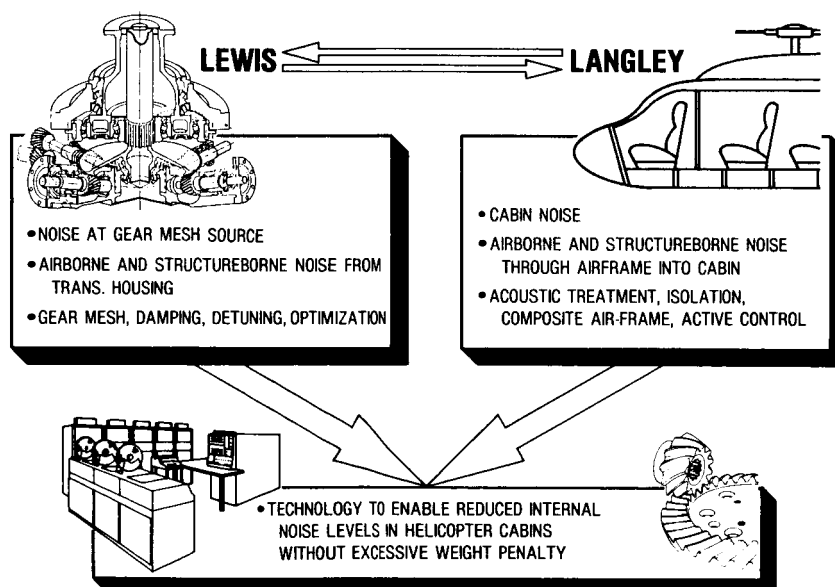 LEWIS
LANGLEY
• NOISE AT GEAR MESH SOURCE
• AIRBORNE AND STRUCTUREBORNE NOISE FROM
TRANS. HOUSING
• GEAR MESH, DAMPING, DETUNING, OPTIMIZATION
• CABIN NOISE
• AIRBORNE AND STRUCTUREBORNE NOISE
THROUGH AIRFRAME INTO CABIN
• ACOUSTIC TREATMENT, ISOLATION,
COMPOSITE AIR-FRAME, ACTIVE CONTROL
• TECHNOLOGY TO ENABLE REDUCED INTERNAL
NOISE LEVELS IN HELICOPTER CABINS
WITHOUT EXCESSIVE WEIGHT PENALTY